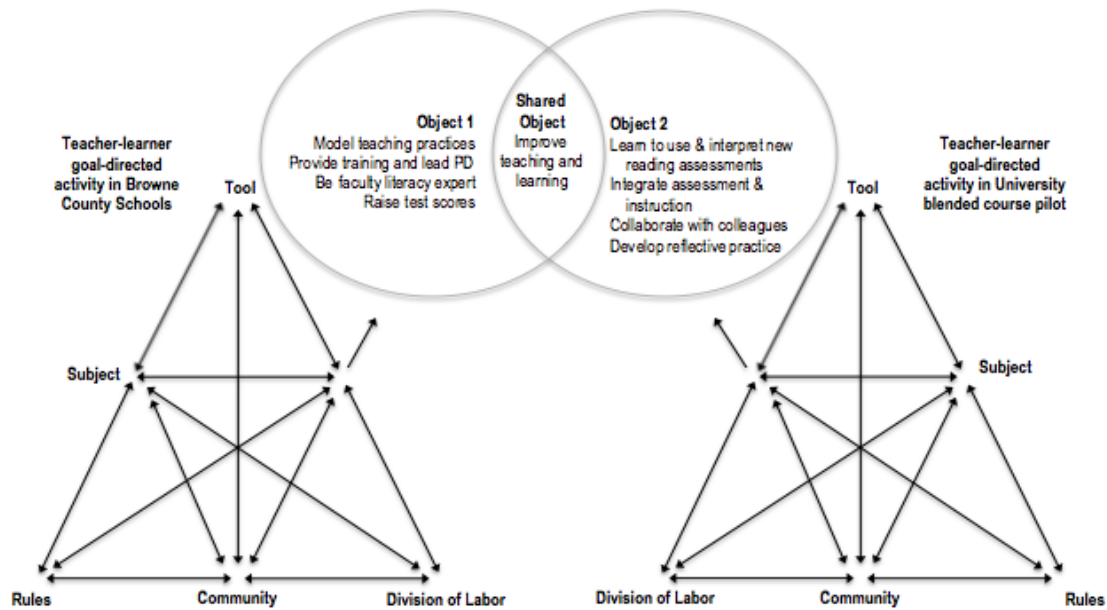 Teacher-learner
goal-directed
activity in Browne
County Schools
Object 1
Model teaching practices
Provide training and lead PD
Be faculty literacy expert
Raise test scores
Shared
Object
Improve
teaching and
learning
Object 2
Learn to use & interpret new
reading assessments
Integrate assessment &
instruction
Collaborate with colleagues
Develop reflective practice
Teacher-learner
goal-directed
activity in University
blended course pilot
Tool
Tool
Subject
Subject
Rules
Community
Division of Labor
Division of Labor
Community
Rules